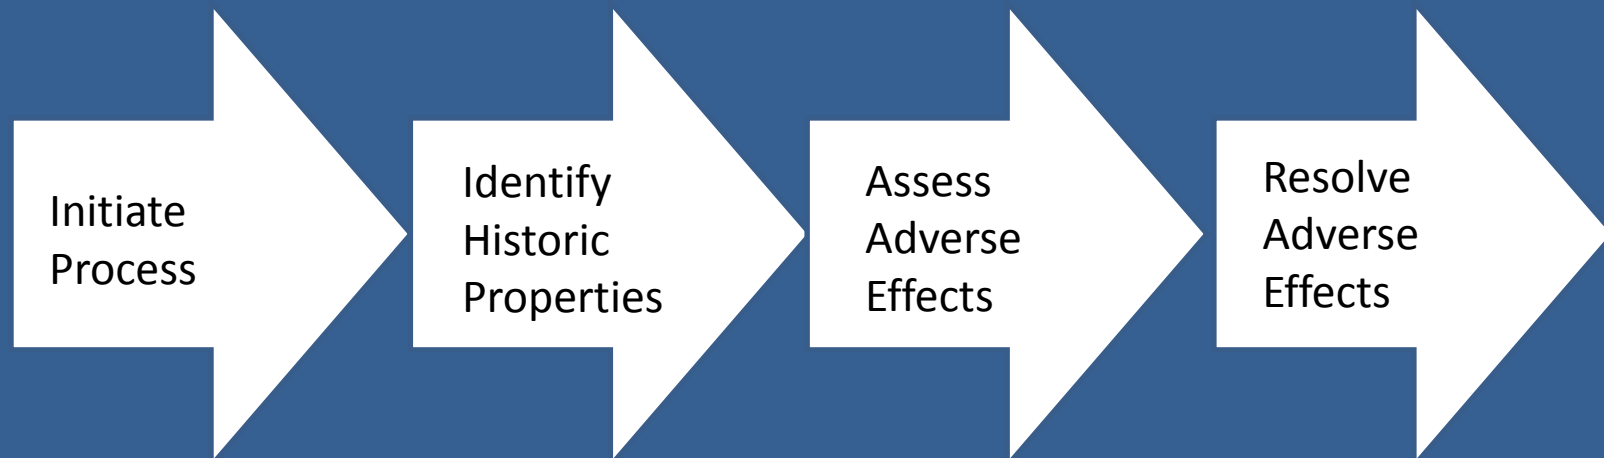 Initiate
Process
Identify
Historic
Properties
Assess
Adverse
Effects
Resolve
Adverse
Effects